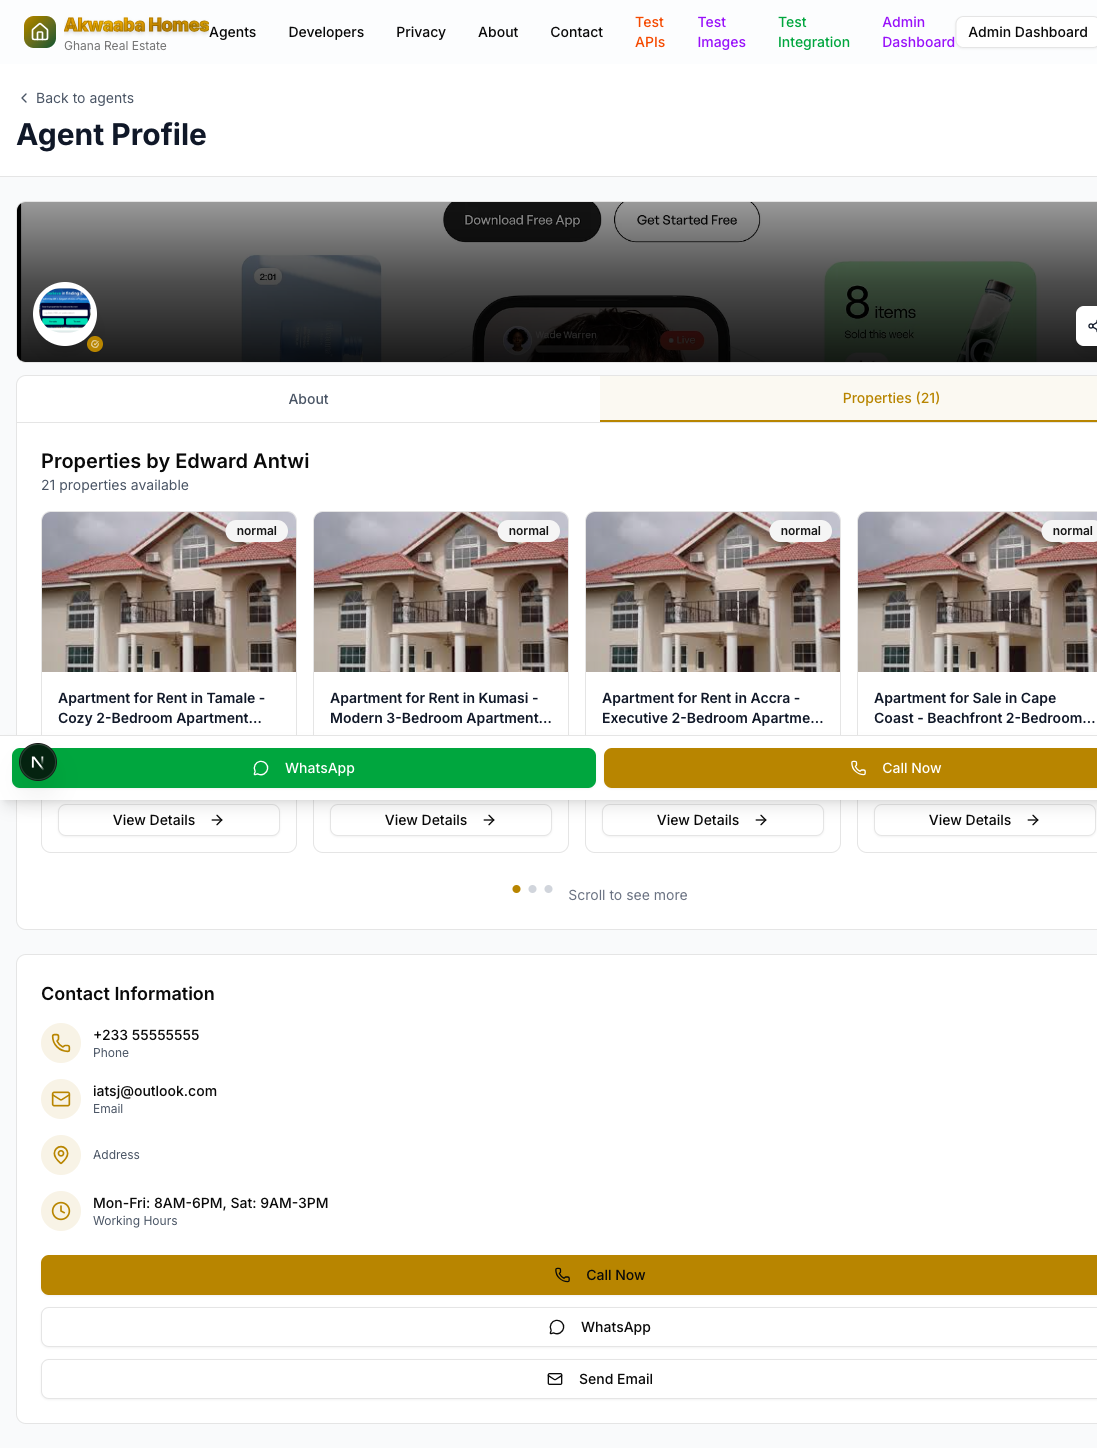 Akwaaba Homes
Ghana Real Estate
Agents
Developers
Privacy
About
Contact
Test
APIs
Test
Images
Test
Integration
Admin
Dashboard
Admin Dashboard
Back to agents
Agent Profile
Download Free App
Get Started Free
2:01
Wade Warren
Live
8 items
Sold this week
About
Properties (21)
Properties by Edward Antwi
21 properties available
normal
normal
normal
normal
Apartment for Rent in Tamale -
Cozy 2-Bedroom Apartment...
Apartment for Rent in Kumasi -
Modern 3-Bedroom Apartment...
Apartment for Rent in Accra -
Executive 2-Bedroom Apartme...
Apartment for Sale in Cape
Coast - Beachfront 2-Bedroom...
N
WhatsApp
Call Now
View Details
View Details
View Details
View Details
Scroll to see more
Contact Information
+233 55555555
Phone
iatsj@outlook.com
Email
Address
Mon-Fri: 8AM-6PM, Sat: 9AM-3PM
Working Hours
Call Now
WhatsApp
Send Email